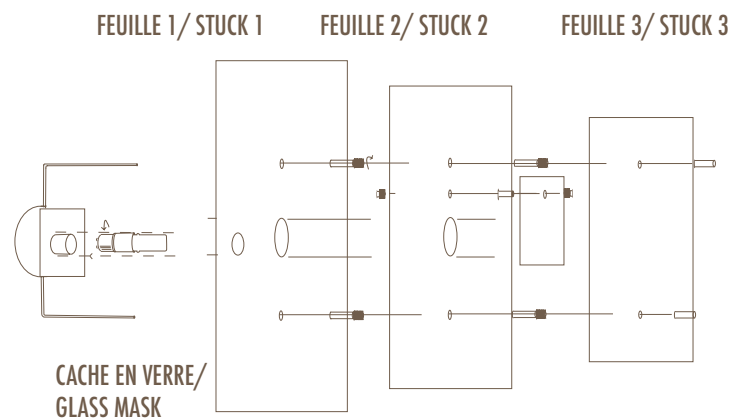 FEUILLE 1/ STUCK 1
FEUILLE 2/ STUCK 2
FEUILLE 3/ STUCK 3
CACHE EN VERRE/
GLASS MASK